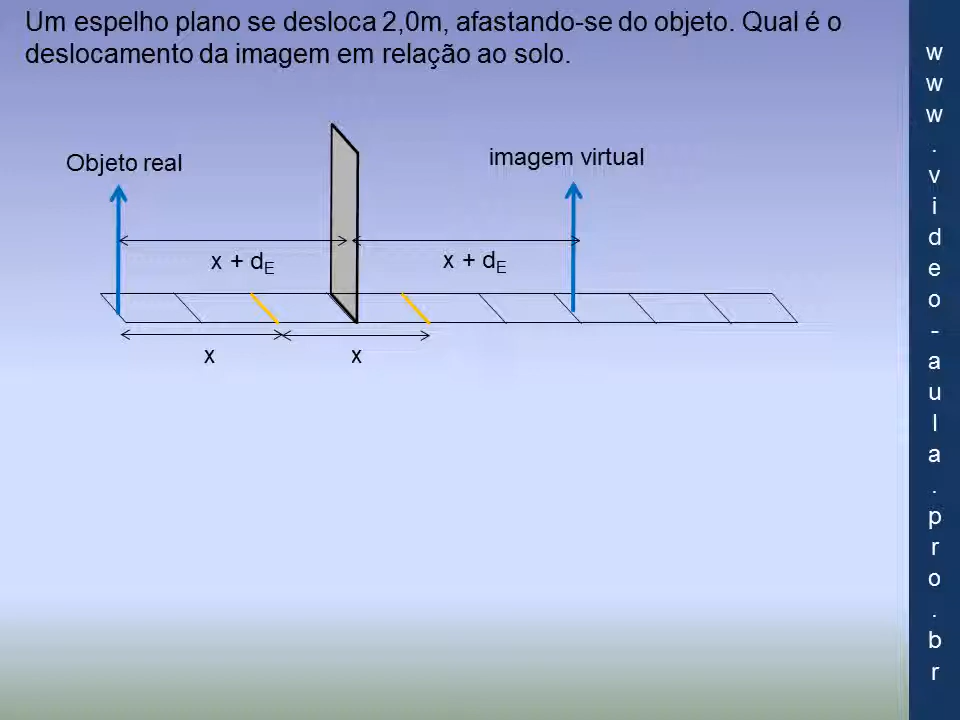 Um espelho plano se desloca 2,0m, afastando-se do objeto. Qual é o
deslocamento da imagem em relação ao solo.
Objeto real
imagem virtual
x + dE
x + dE
x
x
www.video-aula.pro.br